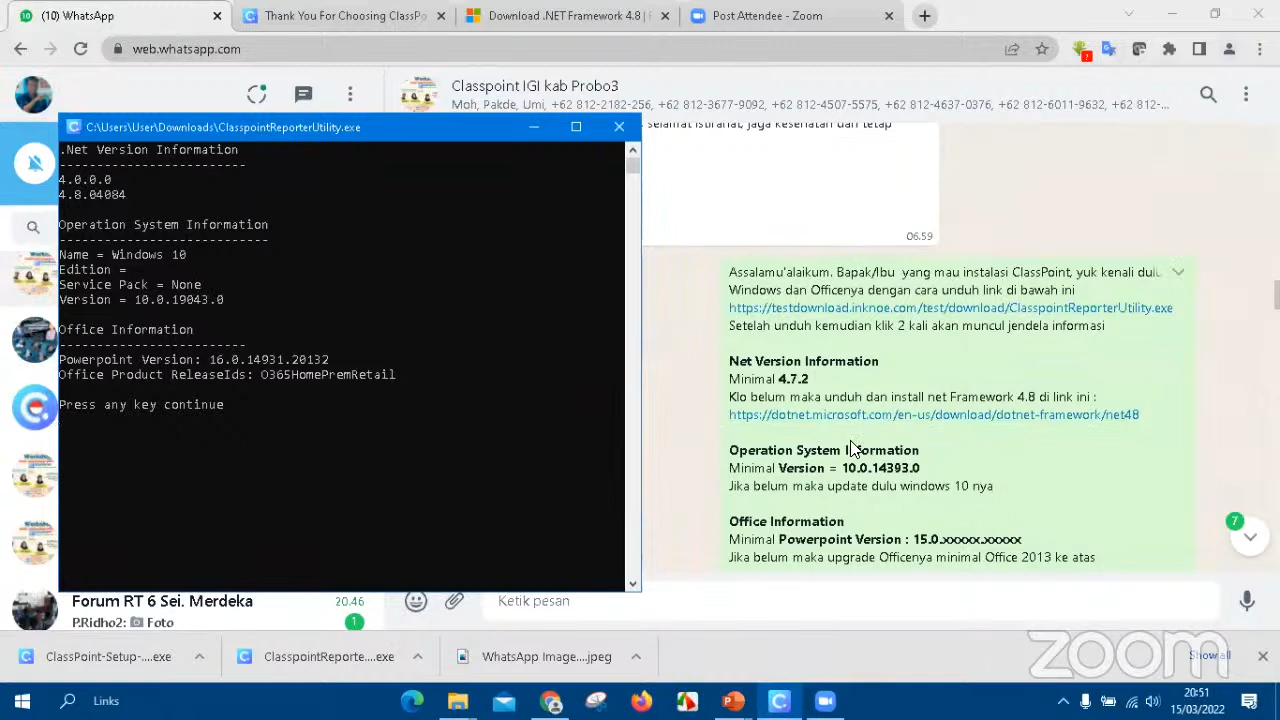 10
(10) WhatsApp
Thank You For Choosing ClassPo
Download .NET Framework 4.8 | F
Post Attendee - Zoom
web.whatsapp.com
?
Classpoint IGI kab Probo3
Moh, Pakde, Umi, +62 812-2182-256, +62 813-3677-9092, +62 812-4507-5575, +62 812-4637-0376, +62 812-6011-9632, +62 812-...
C:\Users\User\Downloads\ClasspointReporterUtility.exe
selamat istirahat, jaga kesehatan dan tetap
06.59
.Net Version Information
-------------------------
4.0.0.0
4.8.04084
Operation System Information
----------------------------
Name = Windows 10
Edition =
Service Pack = None
Version = 10.0.19043.0
Office Information
-------------------------
Powerpoint Version: 16.0.14931.20132
Office Product ReleaseIds: O365HomePremRetail
Press any key continue
Assalamu'alaikum. Bapak/Ibu yang mau instalasi ClassPoint, yuk kenali dulu
Windows dan Officenya dengan cara unduh link di bawah ini
https://testdownload.inknoe.com/test/download/ClasspointReporterUtility.exe
Setelah unduh kemudian klik 2 kali akan muncul jendela informasi
Net Version Information
Minimal 4.7.2
Klo belum maka unduh dan install net Framework 4.8 di link ini :
https://dotnet.microsoft.com/en-us/download/dotnet-framework/net48
Operation System Information
Minimal Version = 10.0.14393.0
Jika belum maka update dulu windows 10 nya
Office Information
Minimal Powerpoint Version : 15.0.xxxxx.xxxxx
Jika belum maka upgrade Officenya minimal Office 2013 ke atas
7
Forum RT 6 Sei. Merdeka
20.46
P.Ridho2: Foto
1
Ketik pesan
ClassPoint-Setup-....exe
ClasspointReporte....exe
WhatsApp Image....jpeg
Show all
zoom
Links
20:51
15/03/2022